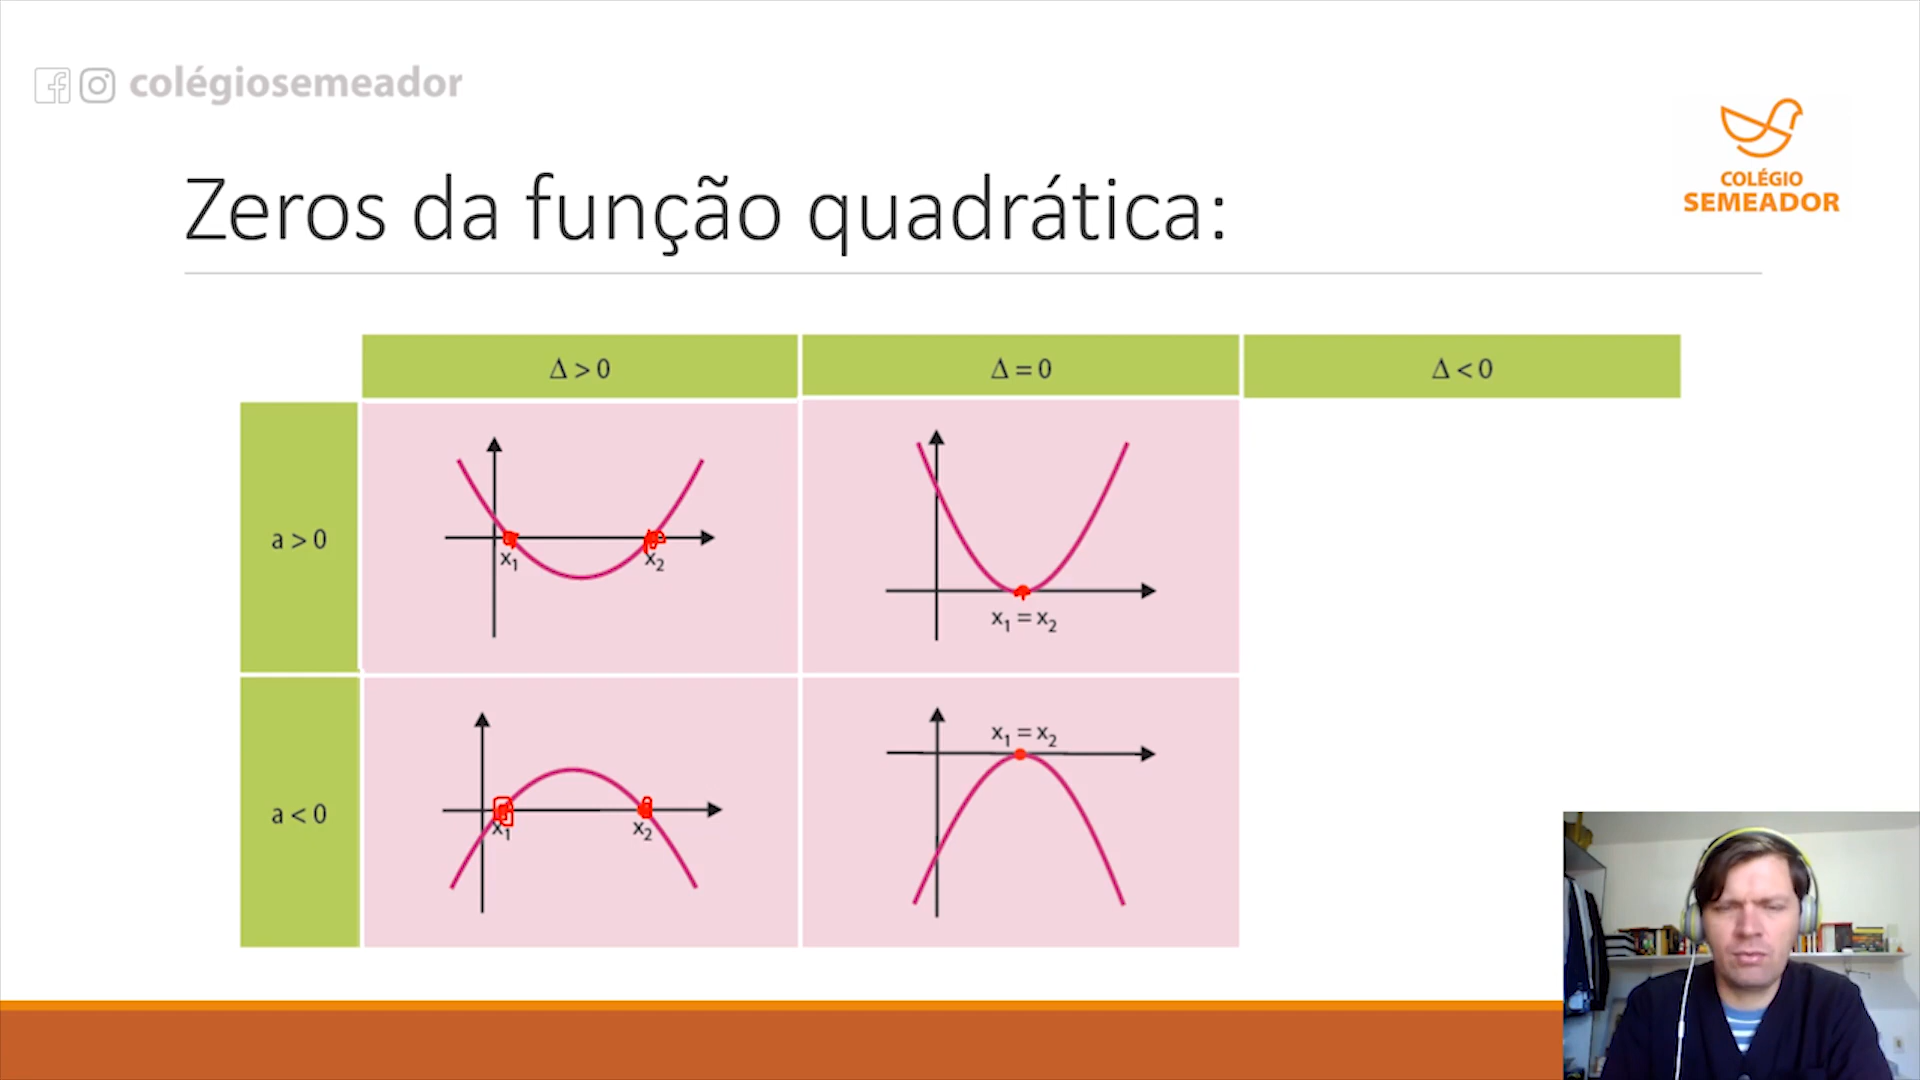 colégiosemeador
COLÉGIO
SEMEADOR
Zeros da função quadrática:
Δ > 0
Δ = 0
Δ < 0
a > 0
x₁
x₂
x₁ = x₂
a < 0
x₁
x₂
x₁ = x₂